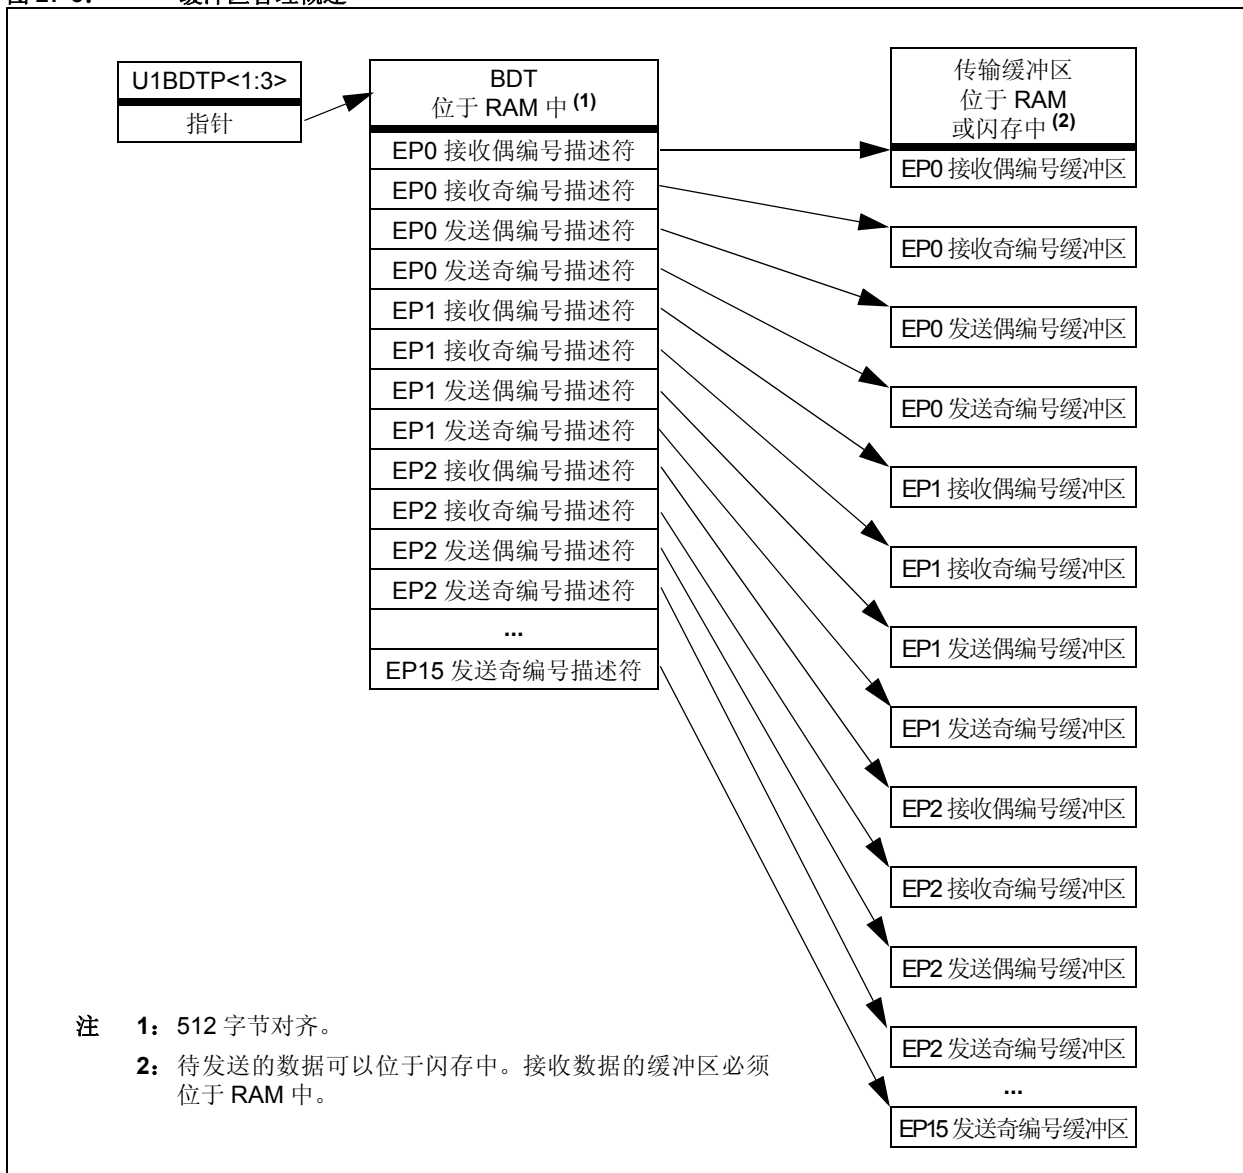 U1BDTP<1:3>
指针
BDT
位于 RAM 中 (1)
EP0 接收偶编号描述符
EP0 接收奇编号描述符
EP0 发送偶编号描述符
EP0 发送奇编号描述符
EP1 接收偶编号描述符
EP1 接收奇编号描述符
EP1 发送偶编号描述符
EP1 发送奇编号描述符
EP2 接收偶编号描述符
EP2 接收奇编号描述符
EP2 发送偶编号描述符
EP2 发送奇编号描述符
...
EP15 发送奇编号描述符
传输缓冲区
位于 RAM
或闪存中 (2)
EP0 接收偶编号缓冲区
EP0 接收奇编号缓冲区
EP0 发送偶编号缓冲区
EP0 发送奇编号缓冲区
EP1 接收偶编号缓冲区
EP1 接收奇编号缓冲区
EP1 发送偶编号缓冲区
EP1 发送奇编号缓冲区
EP2 接收偶编号缓冲区
EP2 接收奇编号缓冲区
EP2 发送偶编号缓冲区
EP2 发送奇编号缓冲区
...
EP15 发送奇编号缓冲区
注 1：512 字节对齐。
2：待发送的数据可以位于闪存中。接收数据的缓冲区必须
位于 RAM 中。